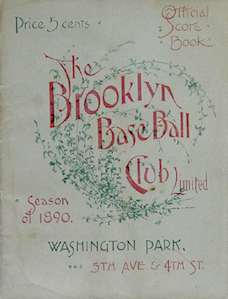 Price 5 cents
Official
Score
Book.
The
Brooklyn
Base Ball
Club Limited
Season
of 1890.
WASHINGTON PARK,
5TH AVE. & 4TH ST.